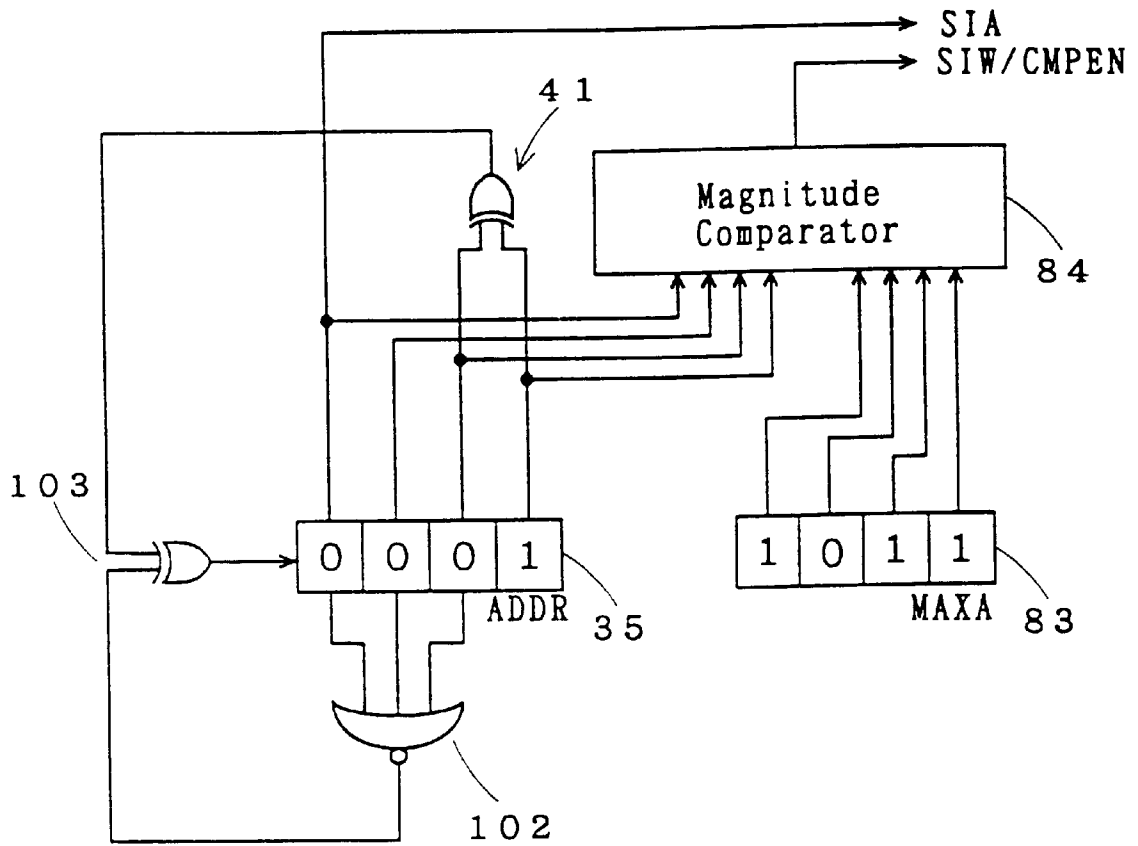 SIA
SIW/CMPEN
41
Magnitude
Comparator
84
103
0 0 0 1
1 0 1 1
ADDR
35
MAXA
83
102